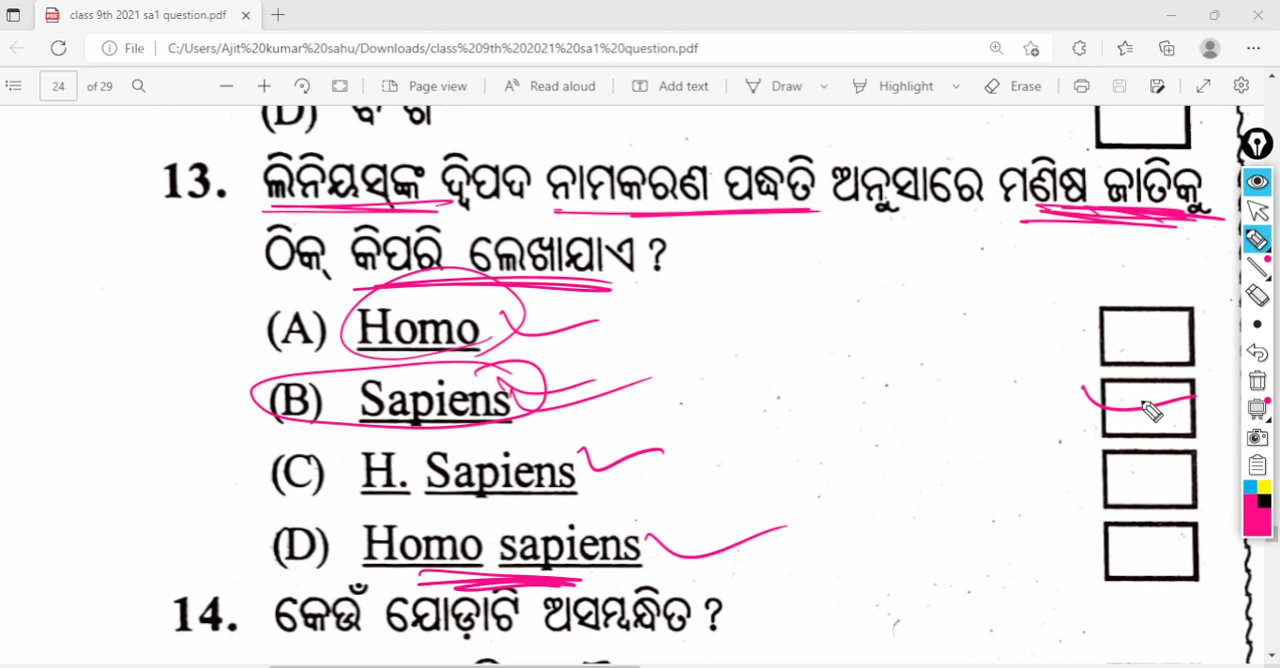 class 9th 2021 sa1 question.pdf
File C:/Users/Ajit%20kumar%20sahu/Downloads/class%209th%202021%20sa1%20question.pdf
24 of 29 Page view Read aloud Add text Draw Highlight Erase
(D)
13. ଲିନିୟସ୍‌ଙ୍କ ଦ୍ୱିପଦ ନାମକରଣ ପଦ୍ଧତି ଅନୁସାରେ ମଣିଷ ଜାତିକୁ
ଠିକ୍ କିପରି ଲେଖାଯାଏ ?
(A) Homo
(B) Sapiens
(C) H. Sapiens
(D) Homo sapiens
14. କେଉଁ ଯୋଡ଼ାଟି ଅସମ୍ବନ୍ଧିତ ?